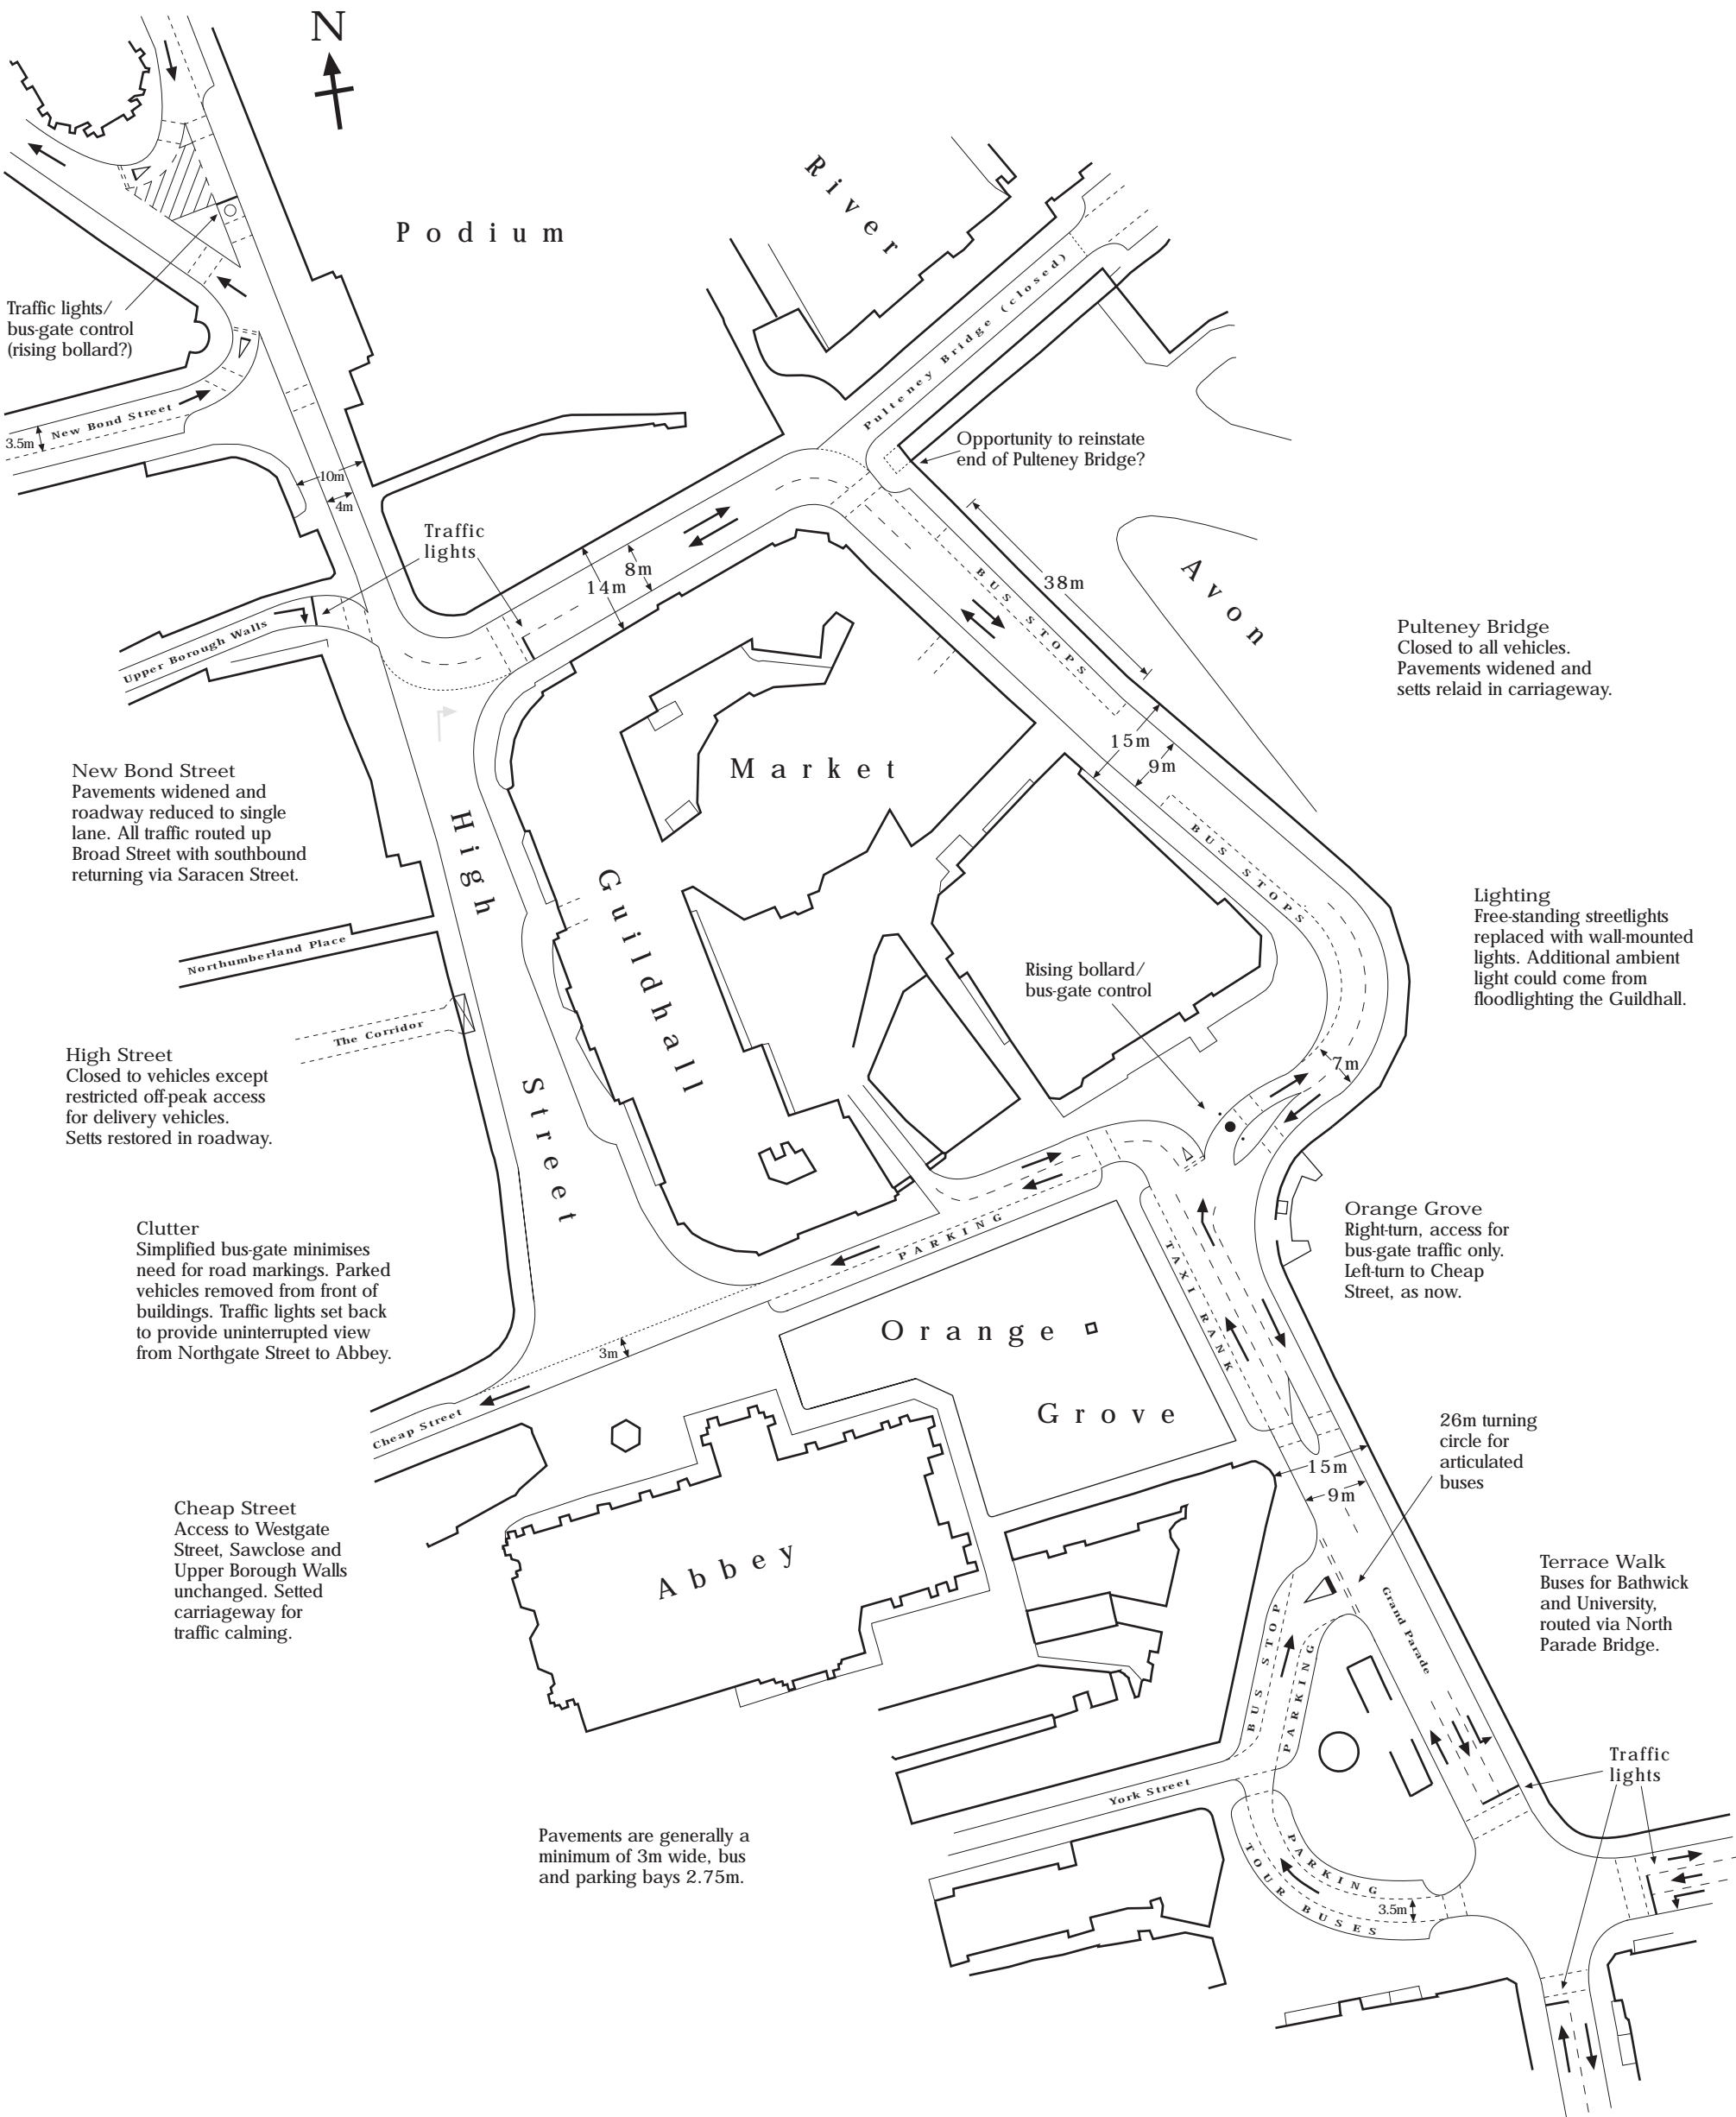 N
River
Podium
Pulteney Bridge (closed)
Traffic lights/
bus-gate control
(rising bollard?)
New Bond Street
3.5m
10m
4m
Opportunity to reinstate
end of Pulteney Bridge?
Traffic
lights
8m
14m
BUS STOPS
38m
Avon
Upper Borough Walls
Pulteney Bridge
Closed to all vehicles.
Pavements widened and
setts relaid in carriageway.
15m
9m
Market
New Bond Street
Pavements widened and
roadway reduced to single
lane. All traffic routed up
Broad Street with southbound
returning via Saracen Street.
High
Street
Guildhall
BUS STOPS
Lighting
Free-standing streetlights
replaced with wall-mounted
lights. Additional ambient
light could come from
floodlighting the Guildhall.
Northumberland Place
Rising bollard/
bus-gate control
The Corridor
High Street
Closed to vehicles except
restricted off-peak access
for delivery vehicles.
Setts restored in roadway.
7m
Clutter
Simplified bus-gate minimises
need for road markings. Parked
vehicles removed from front of
buildings. Traffic lights set back
to provide uninterrupted view
from Northgate Street to Abbey.
PARKING
TAXI RANK
Orange Grove
Right-turn, access for
bus-gate traffic only.
Left-turn to Cheap
Street, as now.
3m
Orange
Grove
Cheap Street
26m turning
circle for
articulated
buses
15m
9m
Cheap Street
Access to Westgate
Street, Sawclose and
Upper Borough Walls
unchanged. Setted
carriageway for
traffic calming.
Abbey
Terrace Walk
Buses for Bathwick
and University,
routed via North
Parade Bridge.
Grand Parade
BUS STOP
PARKING
York Street
Traffic
lights
Pavements are generally a
minimum of 3m wide, bus
and parking bays 2.75m.
PARKING
TOUR BUSES
3.5m